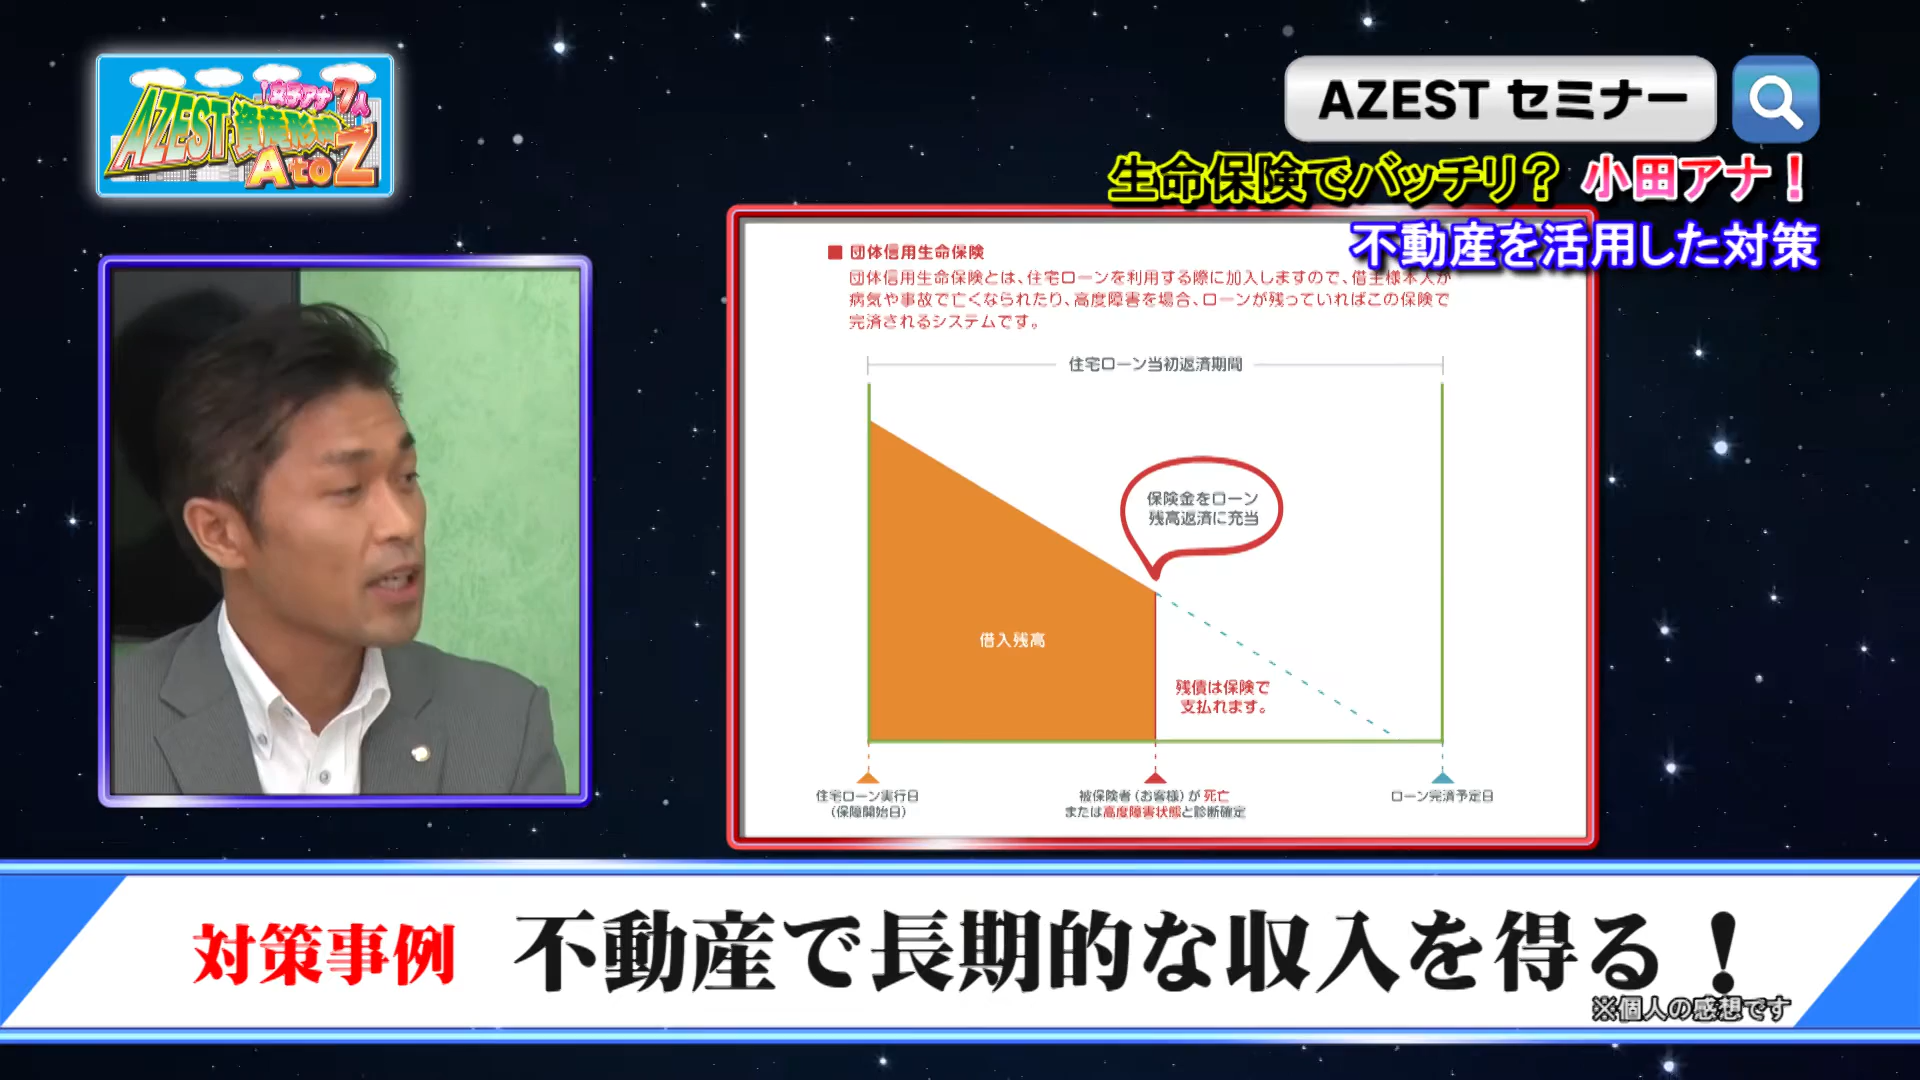 AZEST 資産形成
女子アナ7人
A to Z
AZEST セミナー
生命保険でバッチリ? 小田アナ!
不動産を活用した対策
■ 団体信用生命保険
団体信用生命保険とは、住宅ローンを利用する際に加入しますので、借主様本人が
病気や事故で亡くなられたり、高度障害を場合、ローンが残っていればこの保険で
完済されるシステムです。
住宅ローン当初返済期間
保険金をローン
残高返済に充当
借入残高
残債は保険で
支払れます。
住宅ローン実行日
(保障開始日)
被保険者(お客様)が 死亡
または高度障害状態と診断確定
ローン完済予定日
対策事例 不動産で長期的な収入を得る!
※個人の感想です